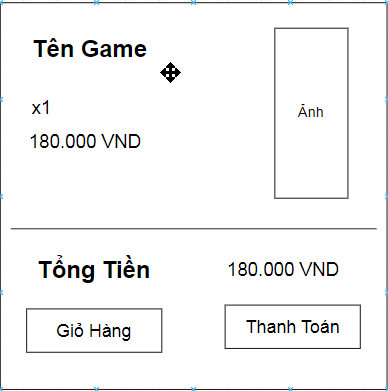 Tên Game
Ảnh
x1
180.000 VND
Tổng Tiền
180.000 VND
Giỏ Hàng
Thanh Toán